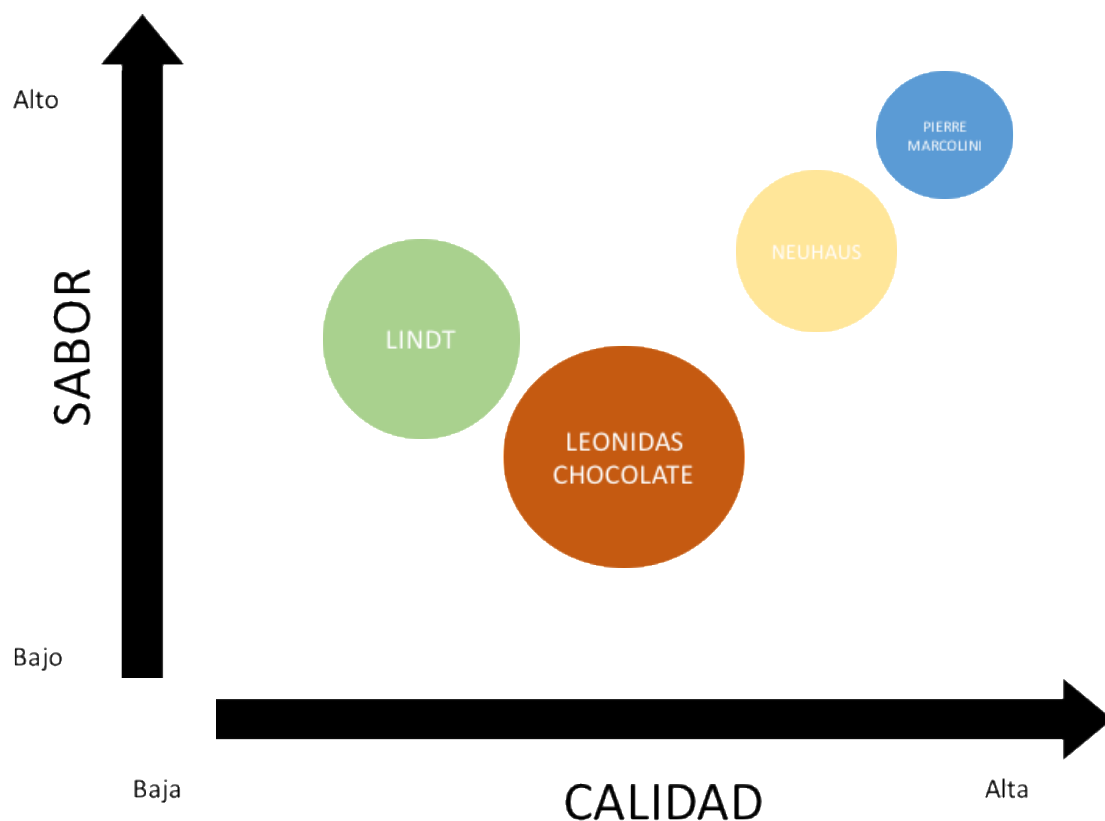 Alto
PIERRE
MARCOLINI
NEUHAUS
LINDT
SABOR
LEONIDAS
CHOCOLATE
Bajo
Baja
CALIDAD
Alta